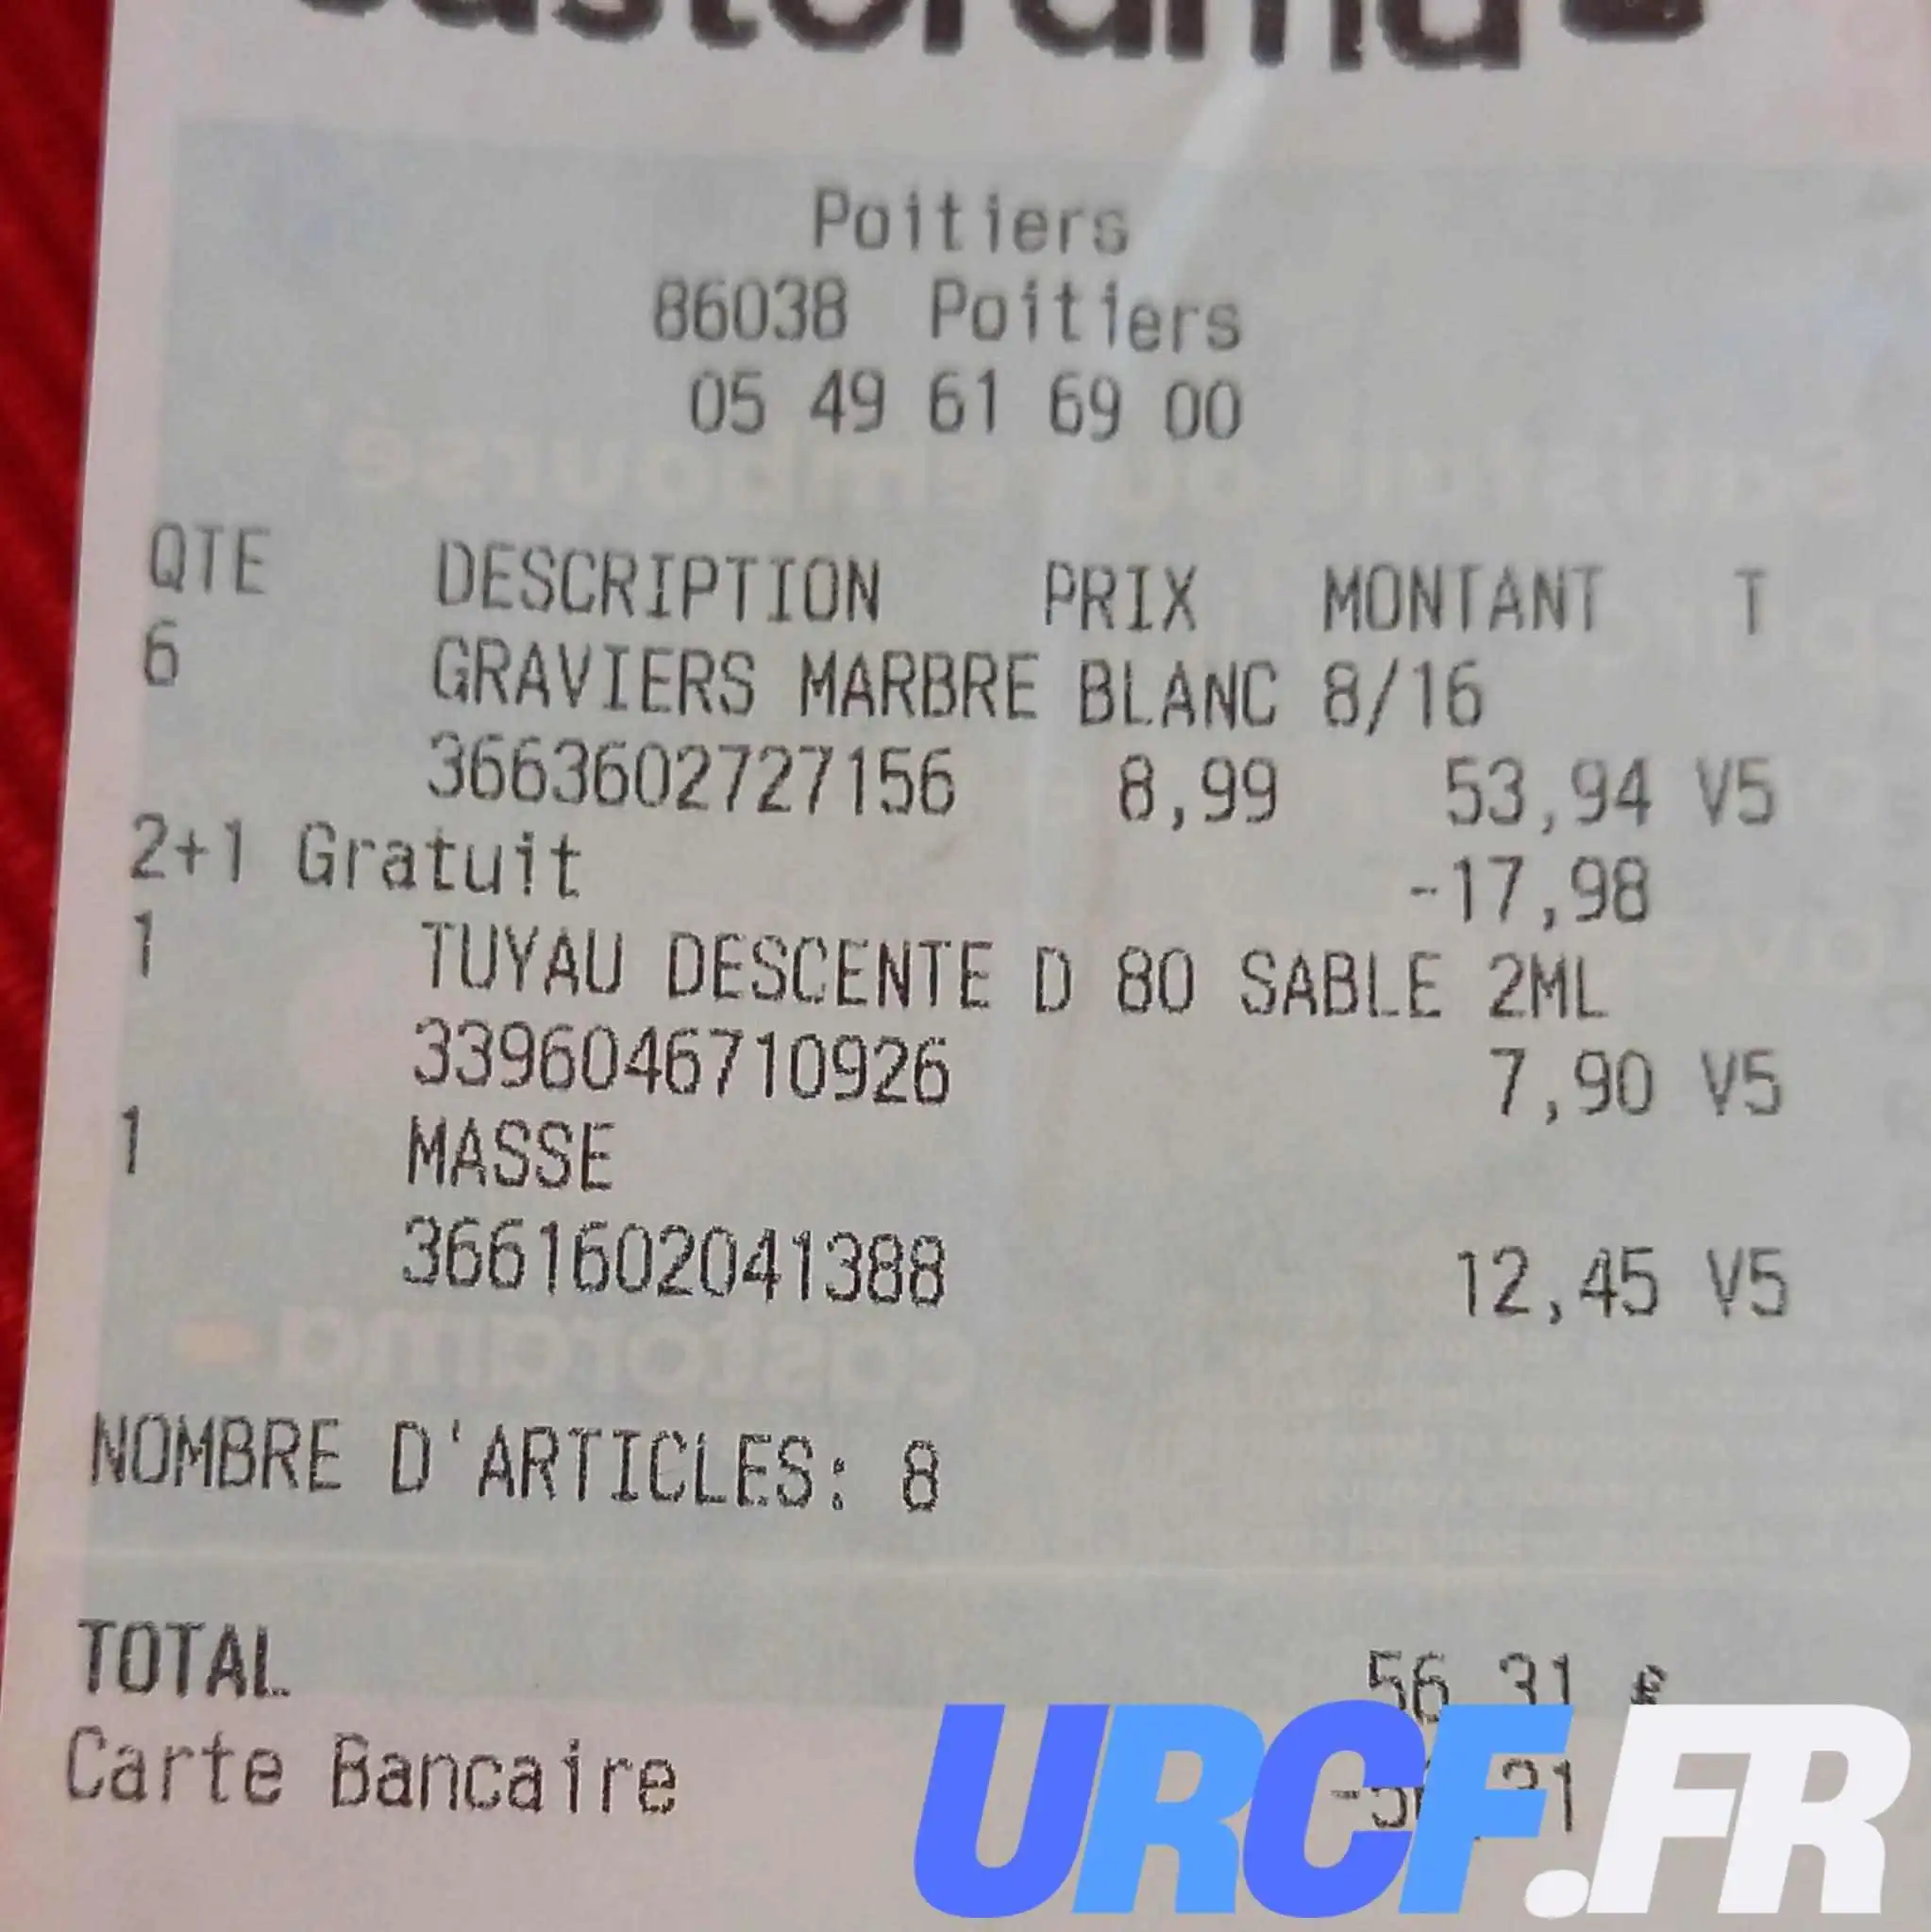 castorama
Poitiers
86038 Poitiers
05 49 61 69 00
QTE DESCRIPTION PRIX MONTANT T
6 GRAVIERS MARBRE BLANC 8/16
3663602727156 8,99 53,94 V5
2+1 Gratuit -17,98
1 TUYAU DESCENTE D 80 SABLE 2ML
3396046710926 7,90 V5
1 MASSE
3661602041388 12,45 V5
castorama
NOMBRE D'ARTICLES: 8
TOTAL 56,31 €
Carte Bancaire
URCF.FR